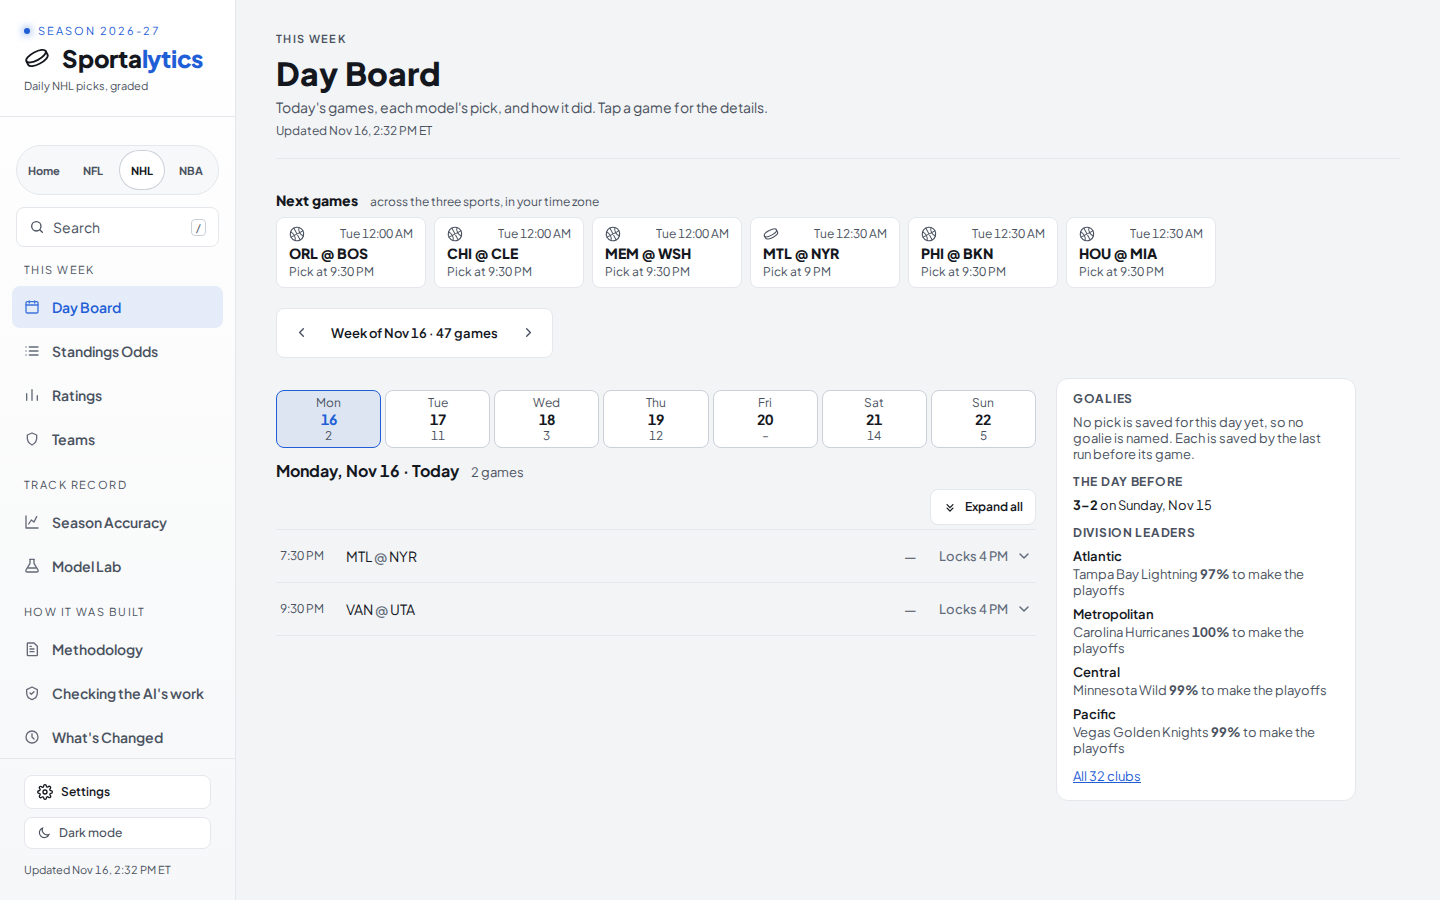 SEASON 2026-27
Sportalytics
Daily NHL picks, graded
Home NFL NHL NBA
Search /
THIS WEEK
Day Board
Standings Odds
Ratings
Teams
TRACK RECORD
Season Accuracy
Model Lab
HOW IT WAS BUILT
Methodology
Checking the AI's work
What's Changed
Settings
Dark mode
Updated Nov 16, 2:32 PM ET
THIS WEEK
Day Board
Today's games, each model's pick, and how it did. Tap a game for the details.
Updated Nov 16, 2:32 PM ET
Next games across the three sports, in your time zone
Tue 12:00 AM
ORL @ BOS
Pick at 9:30 PM
Tue 12:00 AM
CHI @ CLE
Pick at 9:30 PM
Tue 12:00 AM
MEM @ WSH
Pick at 9:30 PM
Tue 12:30 AM
MTL @ NYR
Pick at 9 PM
Tue 12:30 AM
PHI @ BKN
Pick at 9:30 PM
Tue 12:30 AM
HOU @ MIA
Pick at 9:30 PM
Week of Nov 16 · 47 games
Mon
16
2
Tue
17
11
Wed
18
3
Thu
19
12
Fri
20
–
Sat
21
14
Sun
22
5
Monday, Nov 16 · Today 2 games
Expand all
7:30 PM MTL @ NYR — Locks 4 PM
9:30 PM VAN @ UTA — Locks 4 PM
GOALIES
No pick is saved for this day yet, so no
goalie is named. Each is saved by the last
run before its game.
THE DAY BEFORE
3–2 on Sunday, Nov 15
DIVISION LEADERS
Atlantic
Tampa Bay Lightning 97% to make the
playoffs
Metropolitan
Carolina Hurricanes 100% to make the
playoffs
Central
Minnesota Wild 99% to make the playoffs
Pacific
Vegas Golden Knights 99% to make the
playoffs
All 32 clubs